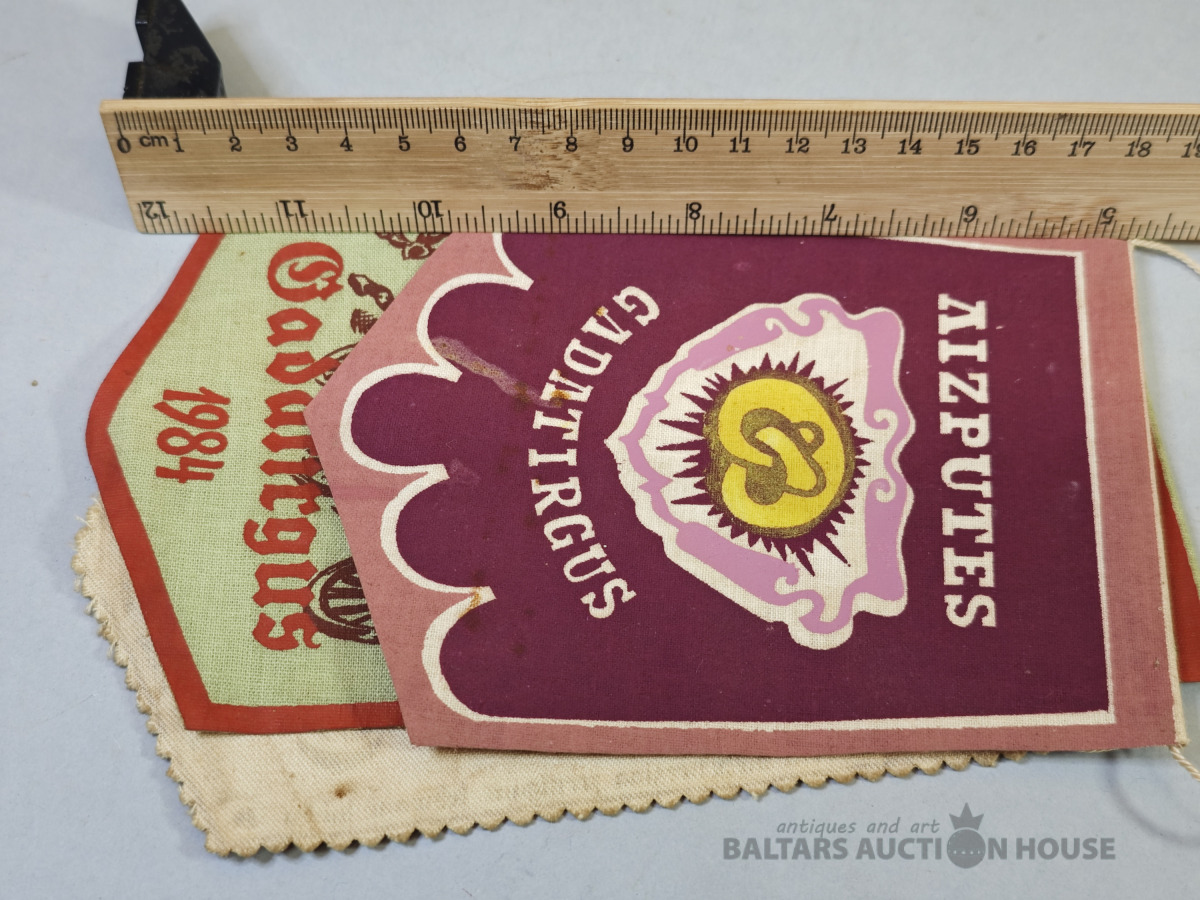 0 cm 1 2 3 4 5 6 7 8 9 10 11 12 13 14 15 16 17 18 19
12 11 10 9 8 7 6 5
Gadatirgus
1984
AIZPUTES
GADATIRGUS
antiques and art
BALTARS AUCTION HOUSE